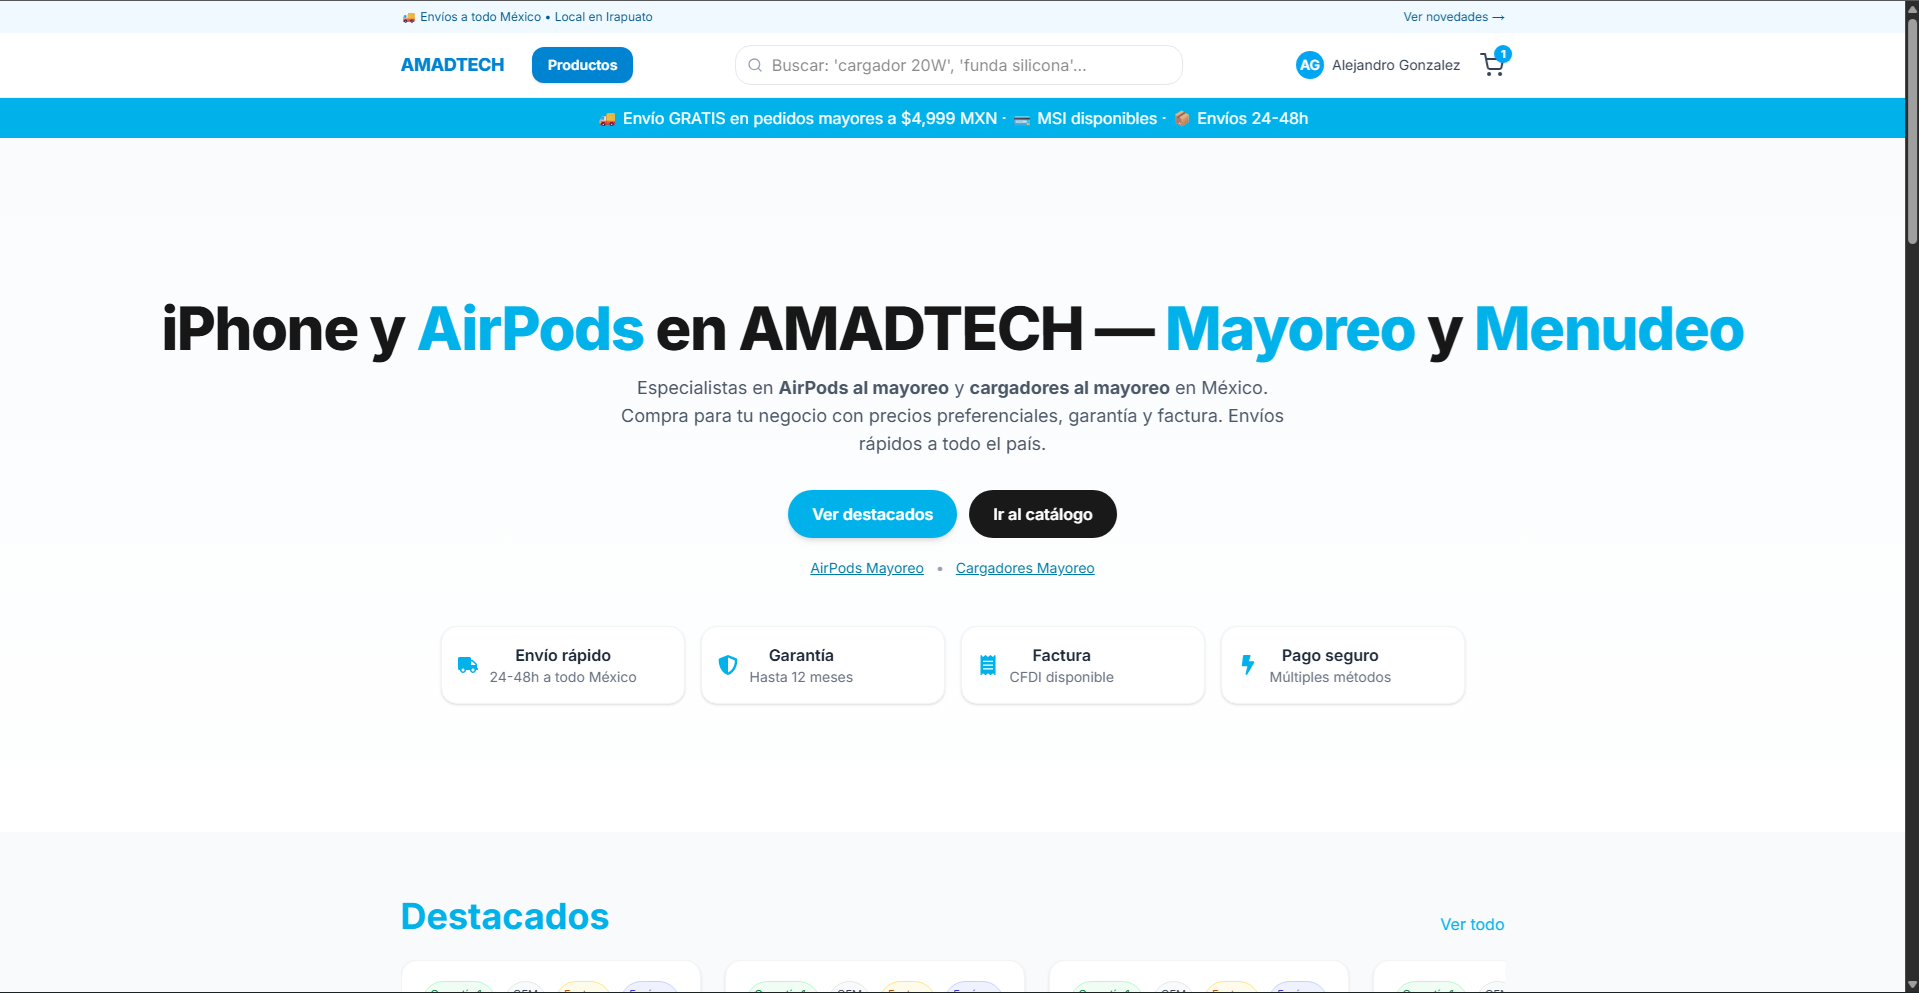 🚚 Envíos a todo México • Local en Irapuato
Ver novedades →
AMADTECH
Productos
Buscar: 'cargador 20W', 'funda silicona'...
AG Alejandro Gonzalez
1
🚚 Envío GRATIS en pedidos mayores a $4,999 MXN · 💳 MSI disponibles · 📦 Envíos 24-48h
iPhone y AirPods en AMADTECH — Mayoreo y Menudeo
Especialistas en AirPods al mayoreo y cargadores al mayoreo en México.
Compra para tu negocio con precios preferenciales, garantía y factura. Envíos
rápidos a todo el país.
Ver destacados
Ir al catálogo
AirPods Mayoreo • Cargadores Mayoreo
Envío rápido
24-48h a todo México
Garantía
Hasta 12 meses
Factura
CFDI disponible
Pago seguro
Múltiples métodos
Destacados
Ver todo